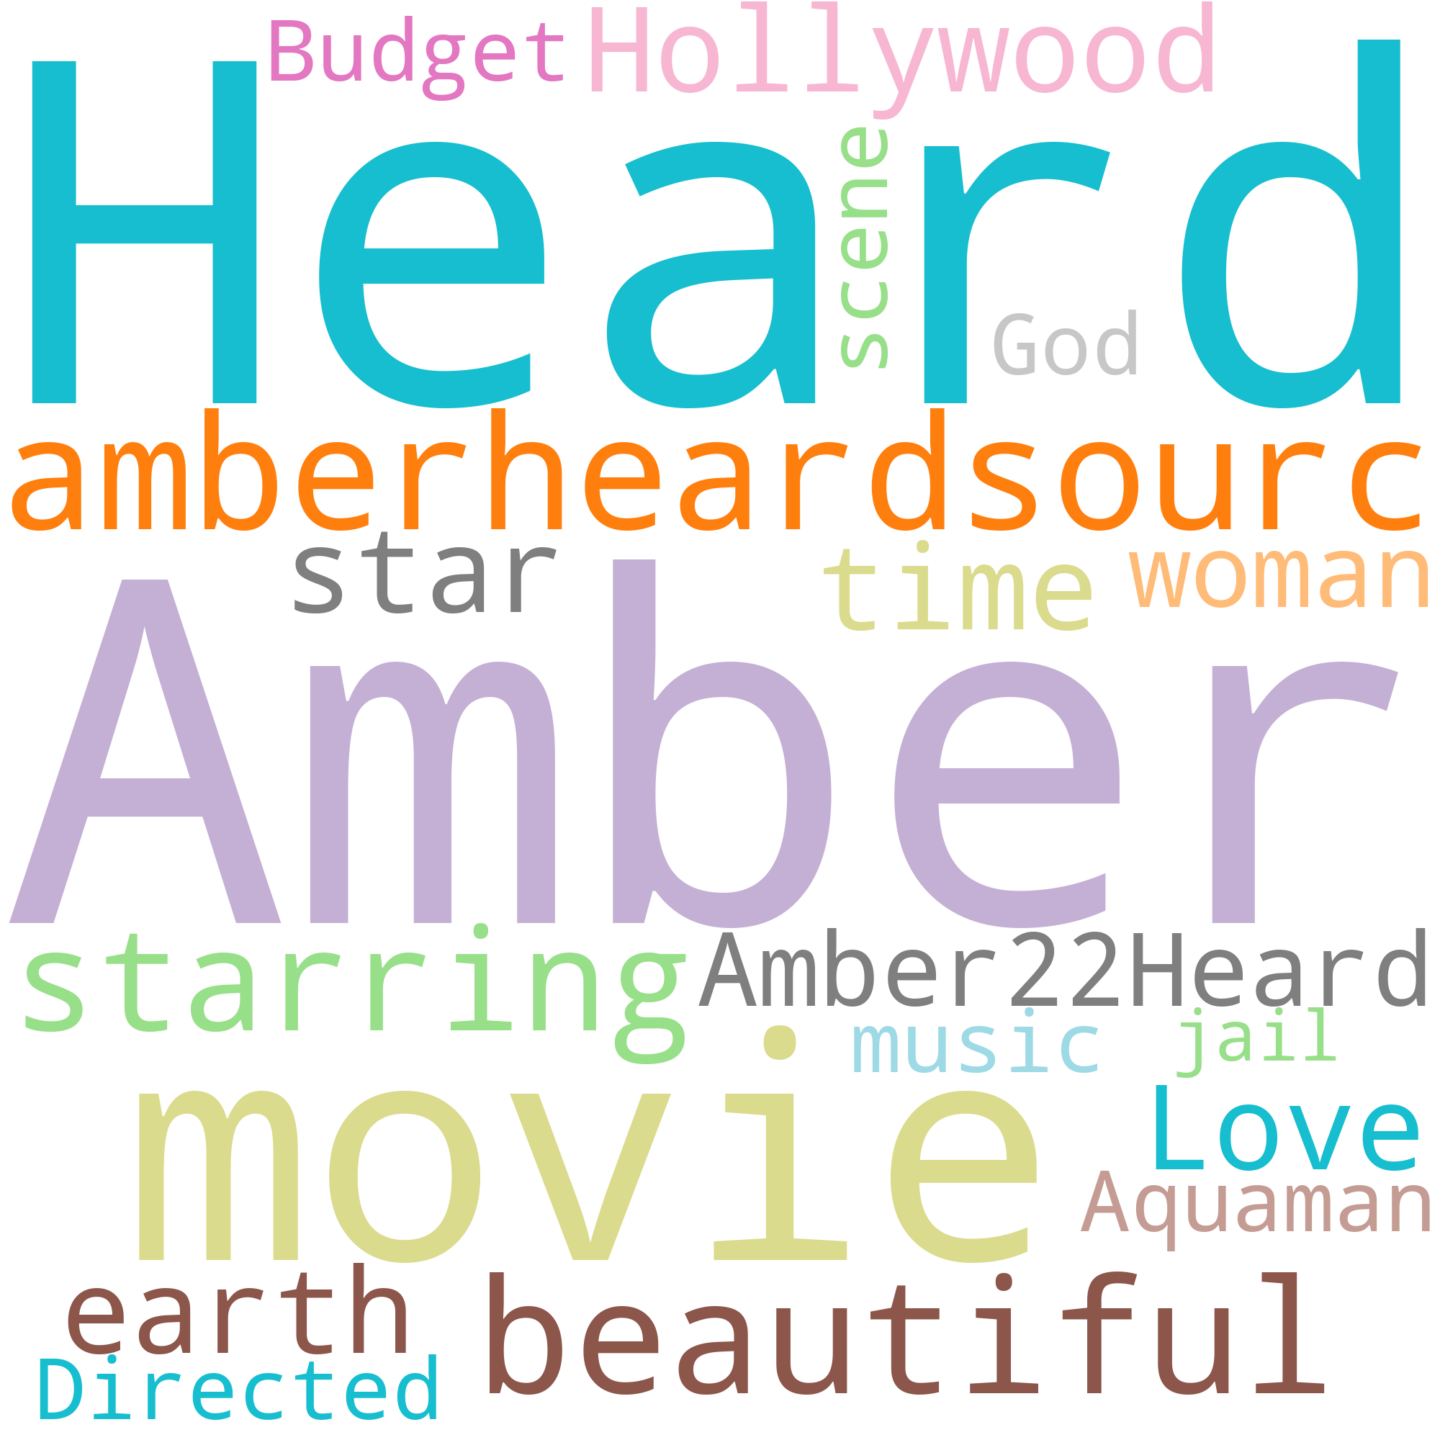 Budget Hollywood
Heard
scene
God
amberheardsourc
star time woman
Amber
starring Amber22Heard
music jail
movie
Love
Aquaman
earth beautiful
Directed